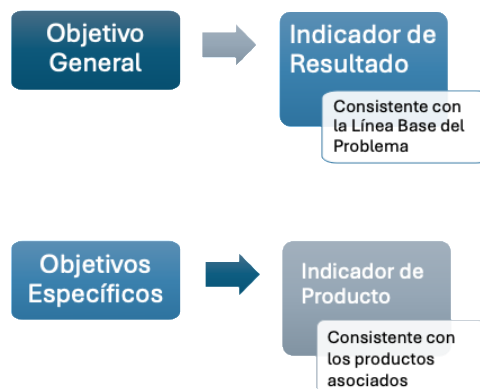 Objetivo
General
Indicador de
Resultado
Consistente con
la Línea Base del
Problema
Objetivos
Específicos
Indicador de
Producto
Consistente con
los productos
asociados